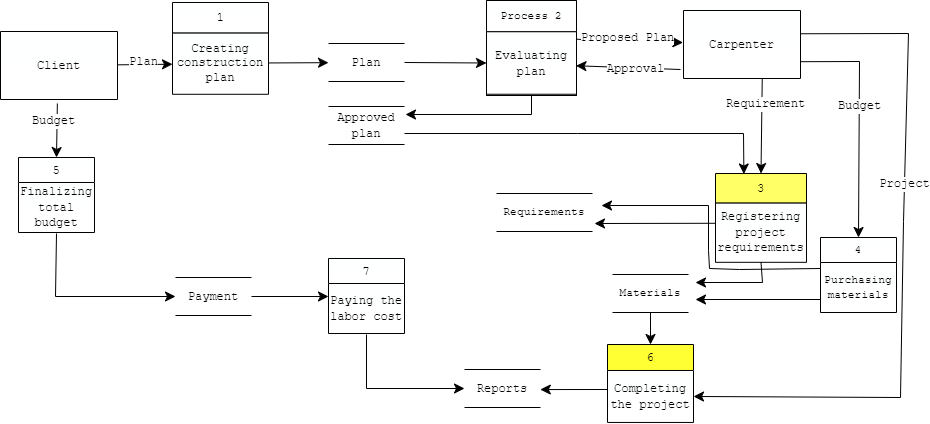 1
Process 2
Client
Plan
Creating
construction
plan
Plan
Evaluating
plan
Proposed Plan
Approval
Carpenter
Budget
Approved
plan
Requirement
Budget
Project
5
Finalizing
total
budget
3
Registering
project
requirements
Requirements
4
Purchasing
materials
Payment
7
Paying the
labor cost
Materials
6
Completing
the project
Reports